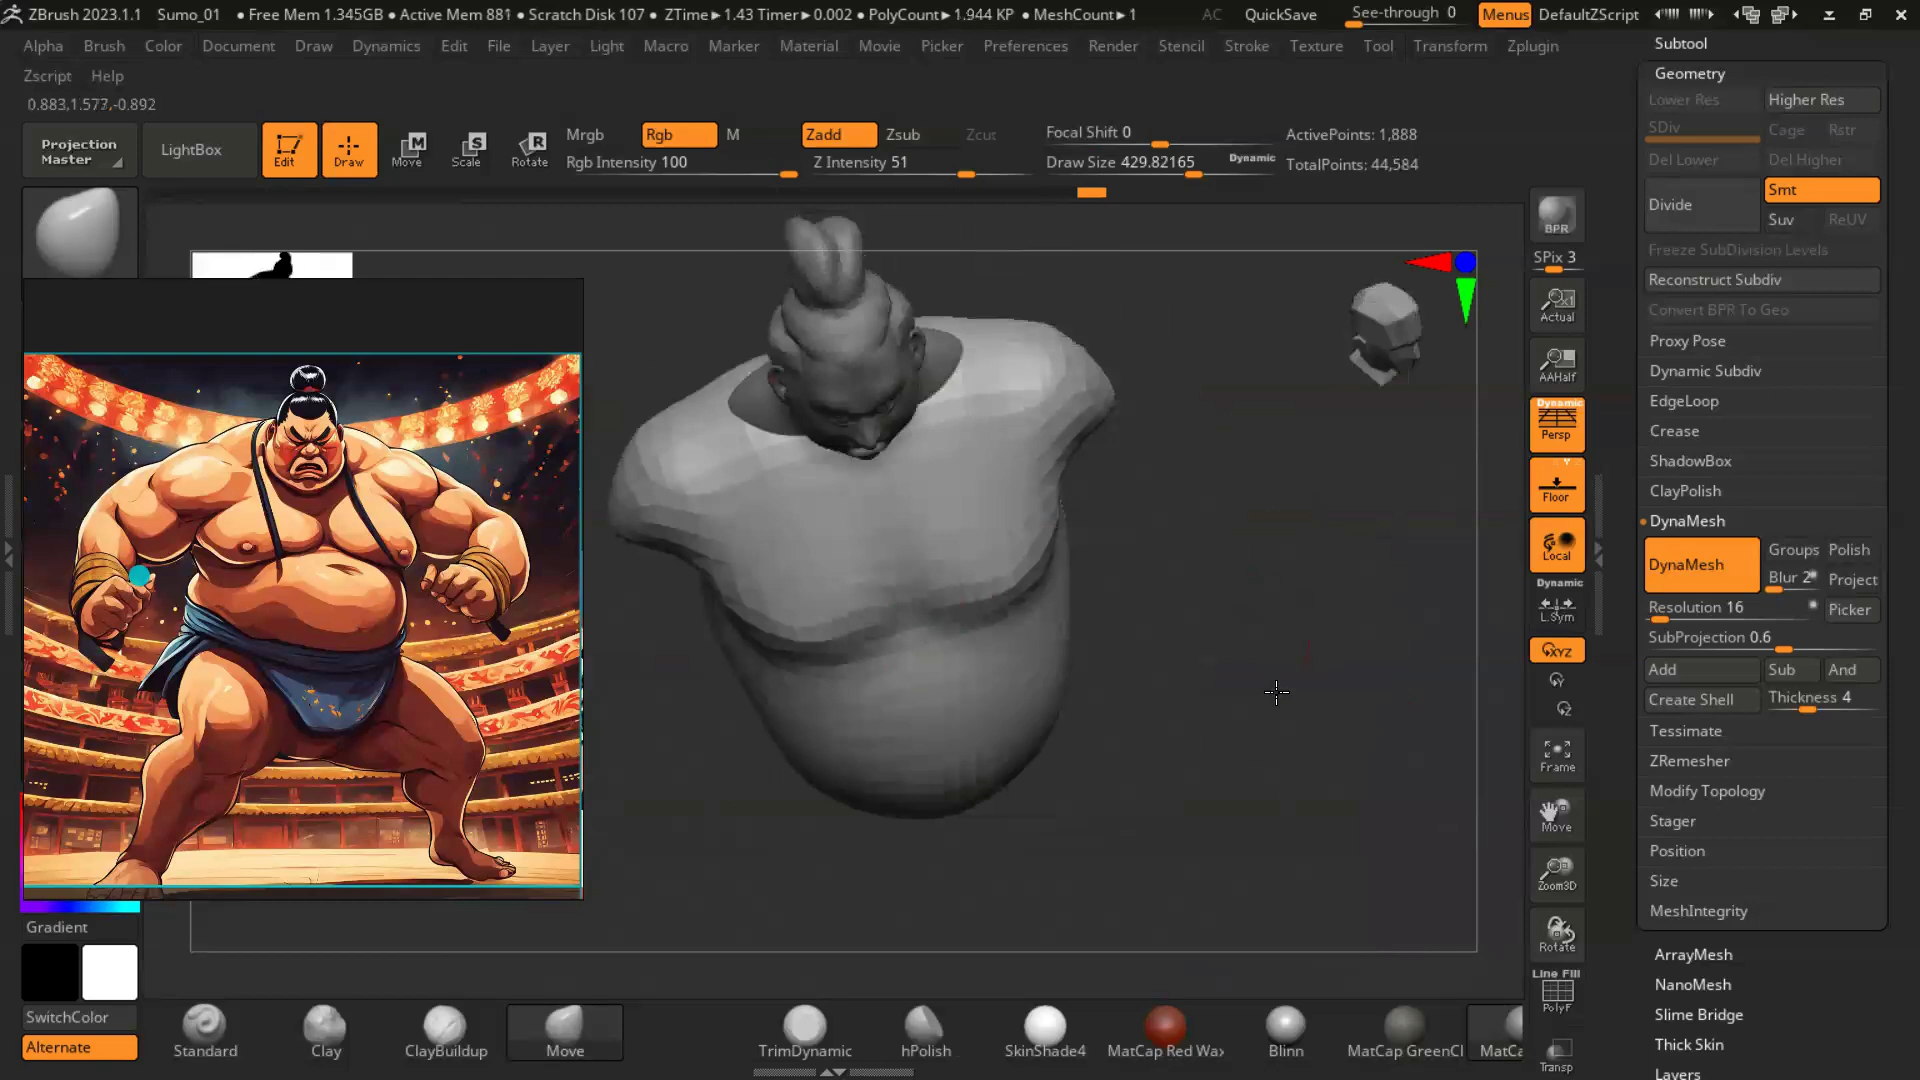 ZBrush 2023.1.1 Sumo_01 • Free Mem 1.345GB • Active Mem 881 • Scratch Disk 107 • ZTime▸1.43 Timer▸0.002 • PolyCount▸1.944 KP • MeshCount▸1 AC QuickSave See-through 0 Menus DefaultZScript
Alpha Brush Color Document Draw Dynamics Edit File Layer Light Macro Marker Material Movie Picker Preferences Render Stencil Stroke Texture Tool Transform Zplugin
Zscript Help
0.883,1.573,-0.892
Projection Master LightBox Edit Draw Move Scale Rotate
Mrgb Rgb M Zadd Zsub Zcut Focal Shift 0 ActivePoints: 1,888
Rgb Intensity 100 Z Intensity 51 Draw Size 429.82165 Dynamic TotalPoints: 44,584
BPR
SPix 3
Actual
AAHalf
Dynamic
Persp
Floor
Local
Dynamic
L.Sym
XYZ
Frame
Move
Zoom3D
Rotate
Line Fill
PolyF
Transp
Subtool
Geometry
Lower Res Higher Res
SDiv Cage Rstr
Del Lower Del Higher
Divide Smt
Suv ReUV
Freeze SubDivision Levels
Reconstruct Subdiv
Convert BPR To Geo
Proxy Pose
Dynamic Subdiv
EdgeLoop
Crease
ShadowBox
ClayPolish
DynaMesh
DynaMesh Groups Polish
Blur 2 Project
Resolution 16 Picker
SubProjection 0.6
Add Sub And
Create Shell Thickness 4
Tessimate
ZRemesher
Modify Topology
Stager
Position
Size
MeshIntegrity
ArrayMesh
NanoMesh
Slime Bridge
Thick Skin
Layers
Gradient
SwitchColor
Alternate
Standard Clay ClayBuildup Move TrimDynamic hPolish SkinShade4 MatCap Red Wax Blinn MatCap GreenCl MatCa